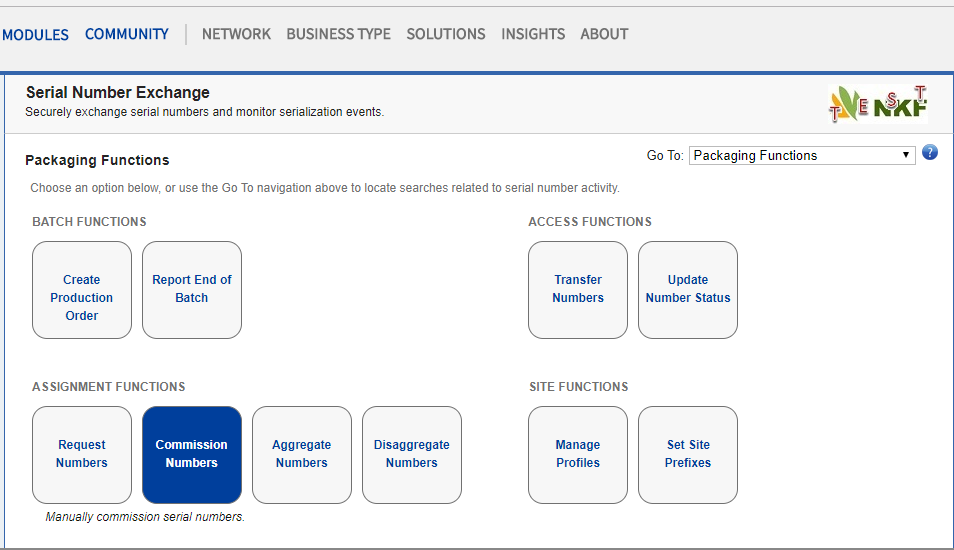 MODULES COMMUNITY NETWORK BUSINESS TYPE SOLUTIONS INSIGHTS ABOUT
Serial Number Exchange
Securely exchange serial numbers and monitor serialization events.
TEST
NKF
Packaging Functions
Go To: Packaging Functions ?
Choose an option below, or use the Go To navigation above to locate searches related to serial number activity.
BATCH FUNCTIONS
Create
Production
Order
Report End of
Batch
ACCESS FUNCTIONS
Transfer
Numbers
Update
Number Status
ASSIGNMENT FUNCTIONS
Request
Numbers
Commission
Numbers
Aggregate
Numbers
Disaggregate
Numbers
Manually commission serial numbers.
SITE FUNCTIONS
Manage
Profiles
Set Site
Prefixes